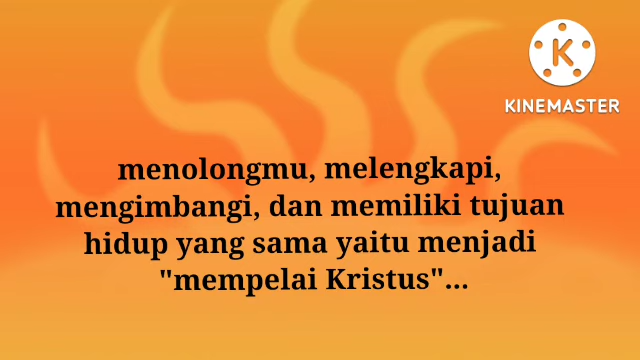 K
KINEMASTER
menolongmu, melengkapi,
mengimbangi, dan memiliki tujuan
hidup yang sama yaitu menjadi
"mempelai Kristus"...